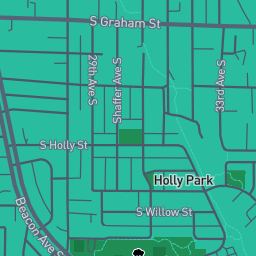 S Graham St
29th Ave S
Shaffer Ave S
33rd Ave S
S Holly St
Holly Park
S Willow St
Beacon Ave S